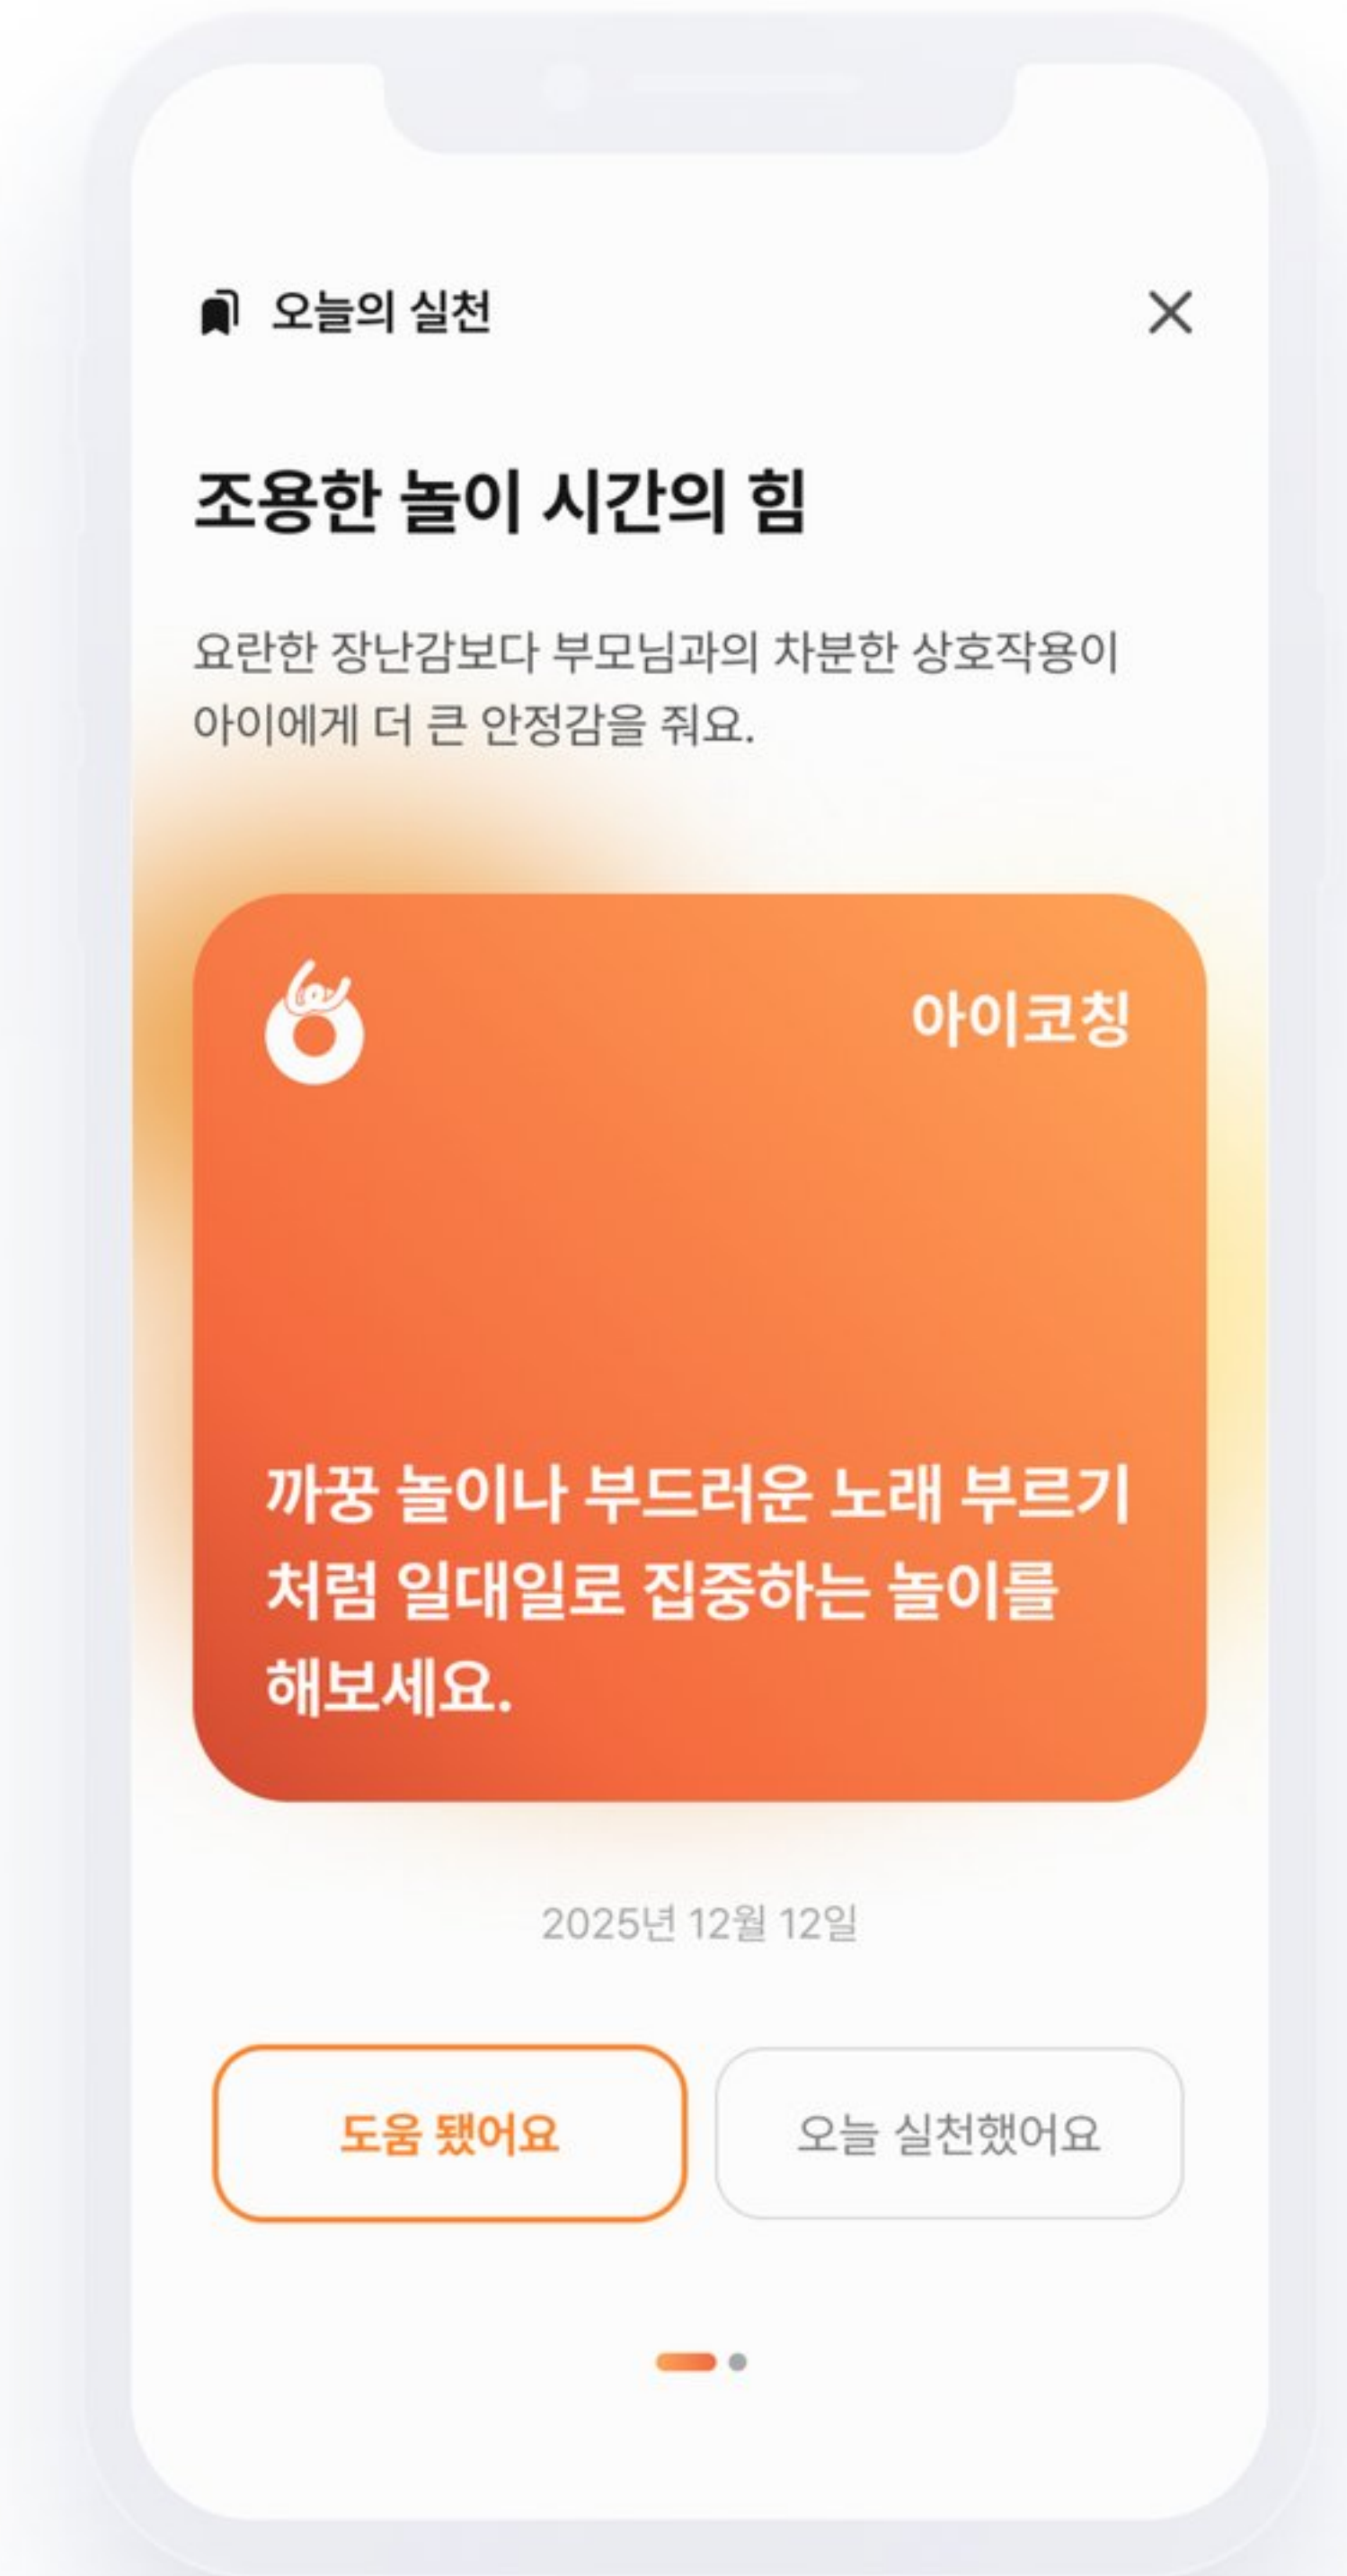 오늘의 실천
조용한 놀이 시간의 힘
요란한 장난감보다 부모님과의 차분한 상호작용이
아이에게 더 큰 안정감을 줘요.
아이코칭
까꿍 놀이나 부드러운 노래 부르기
처럼 일대일로 집중하는 놀이를
해보세요.
2025년 12월 12일
도움 됐어요
오늘 실천했어요